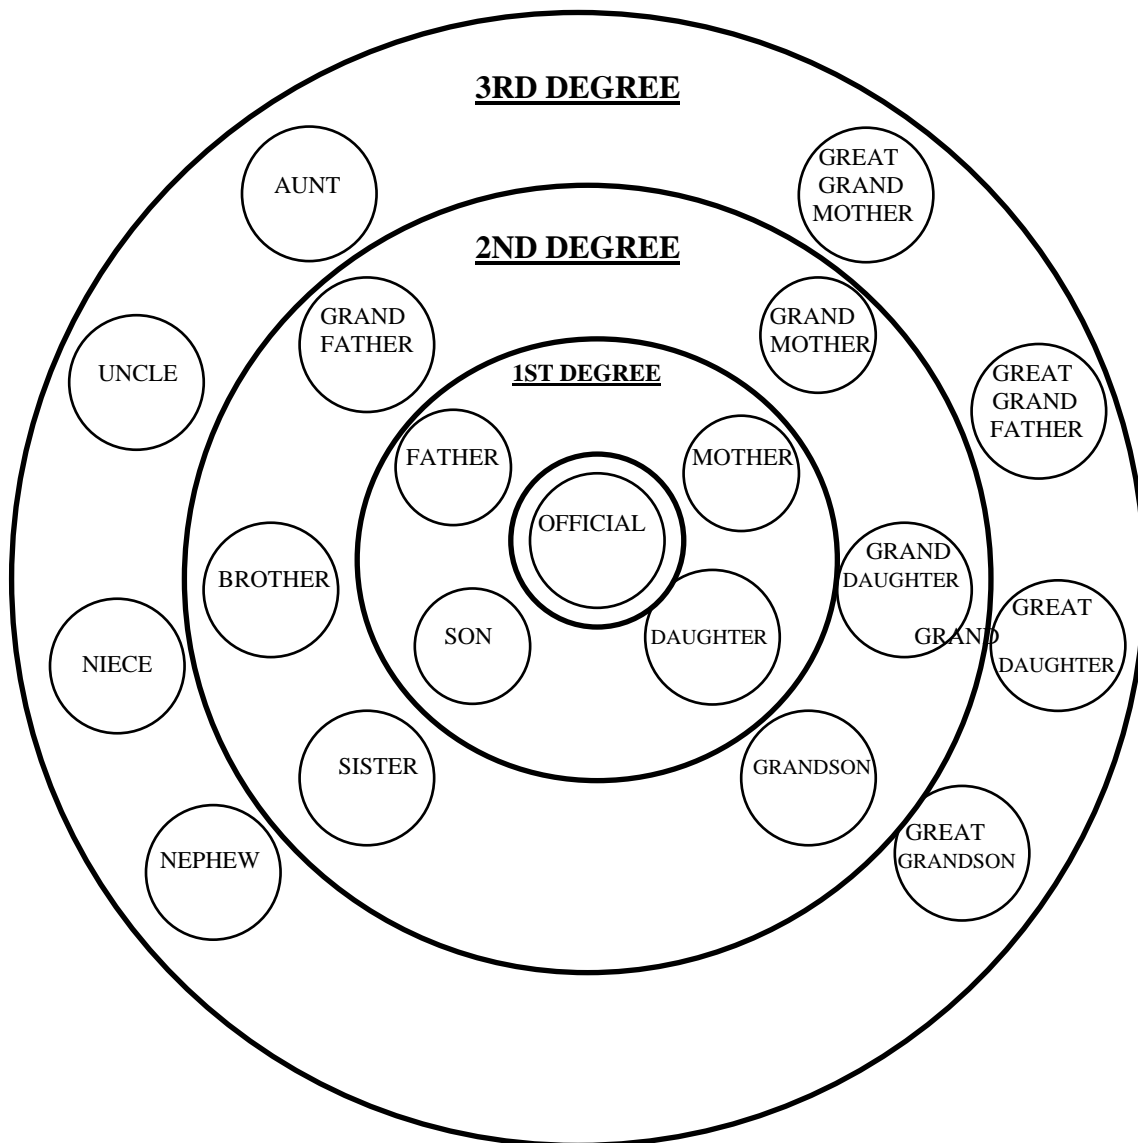 3RD DEGREE
AUNT
GREAT
GRAND
MOTHER
2ND DEGREE
GRAND
FATHER
GRAND
MOTHER
UNCLE
1ST DEGREE
GREAT
GRAND
FATHER
FATHER
MOTHER
OFFICIAL
BROTHER
GRAND
DAUGHTER
SON
DAUGHTER
GREAT
GRAND
DAUGHTER
NIECE
SISTER
GRANDSON
NEPHEW
GREAT
GRANDSON